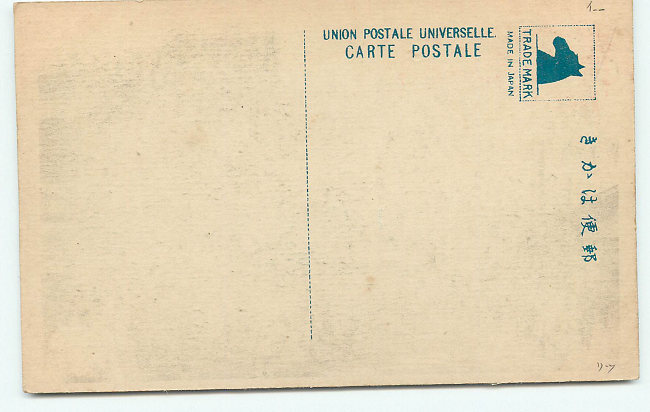 UNION POSTALE UNIVERSELLE.
CARTE POSTALE
TRADE MARK
MADE IN JAPAN
郵便はかき